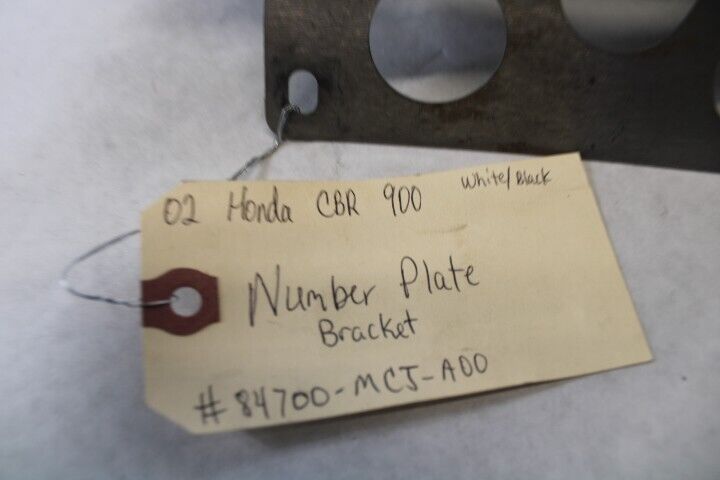 02 Honda CBR 900 White/Black
Number Plate
Bracket
# 84700-MCJ-A00